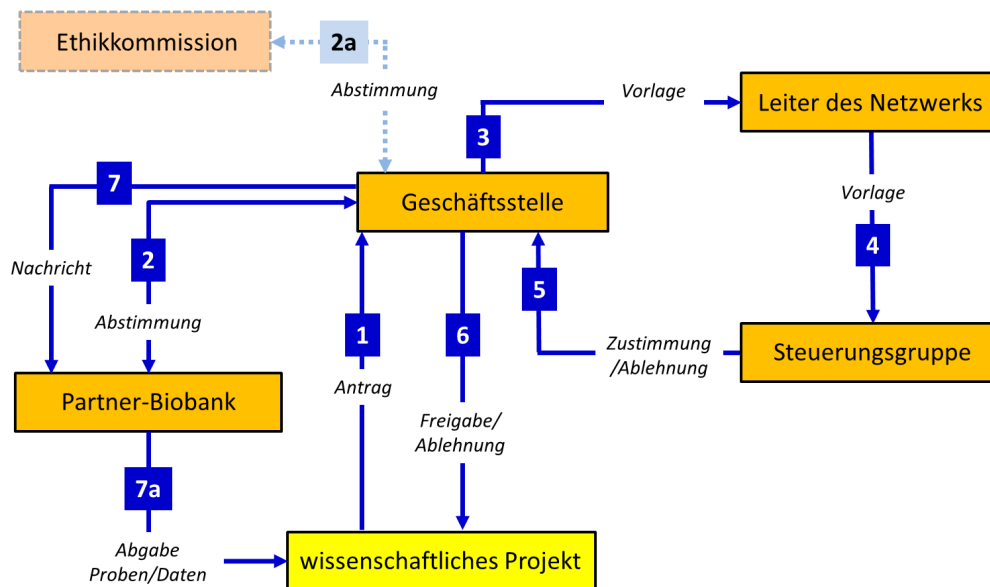 Ethikkommission
2a
Abstimmung
3
Vorlage
Leiter des Netzwerks
7
Geschäftsstelle
Vorlage
2
Nachricht
4
5
Abstimmung
1
6
Zustimmung
/Ablehnung
Steuerungsgruppe
Partner-Biobank
Antrag
Freigabe/
Ablehnung
7a
Abgabe
Proben/Daten
wissenschaftliches Projekt